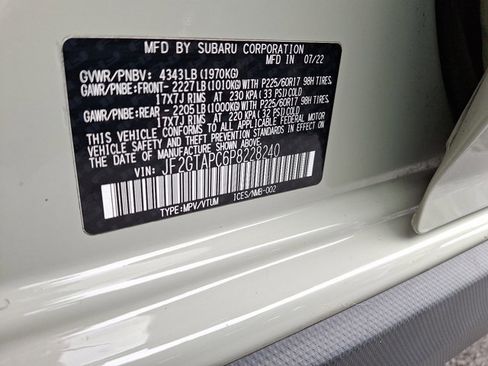 MFD BY SUBARU CORPORATION
MFD IN 07/22
GVWR/PNBV: 4343LB (1970KG)
GAWR/PNBE: FRONT- 2227LB (1010KG) WITH P225/60R17 98H TIRES,
17X7J RIMS AT 230 KPA ( 33 PSI) COLD
GAWR/PNBE: REAR - 2205LB (1000KG) WITH P225/60R17 98H TIRES,
17X7J RIMS AT 220 KPA ( 32 PSI) COLD
THIS VEHICLE CONFORMS TO ALL APPLICABLE
SAFETY AND THEFT PREVENTION STANDARDS IN EFFECT ON THE
DATE OF MANUFACTURE SHOWN ABOVE.
VIN: JF2GTAPC6P8228240
TYPE:MPV/VTUM ICES/NMB-002